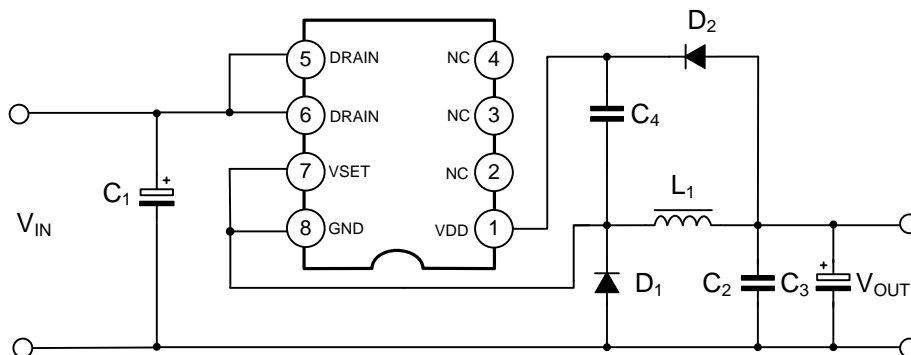 D2
5 DRAIN NC 4
6 DRAIN NC 3
C4
7 VSET NC 2
C1
L1
VIN
8 GND VDD 1
D1
C2
C3
VOUT
+
+